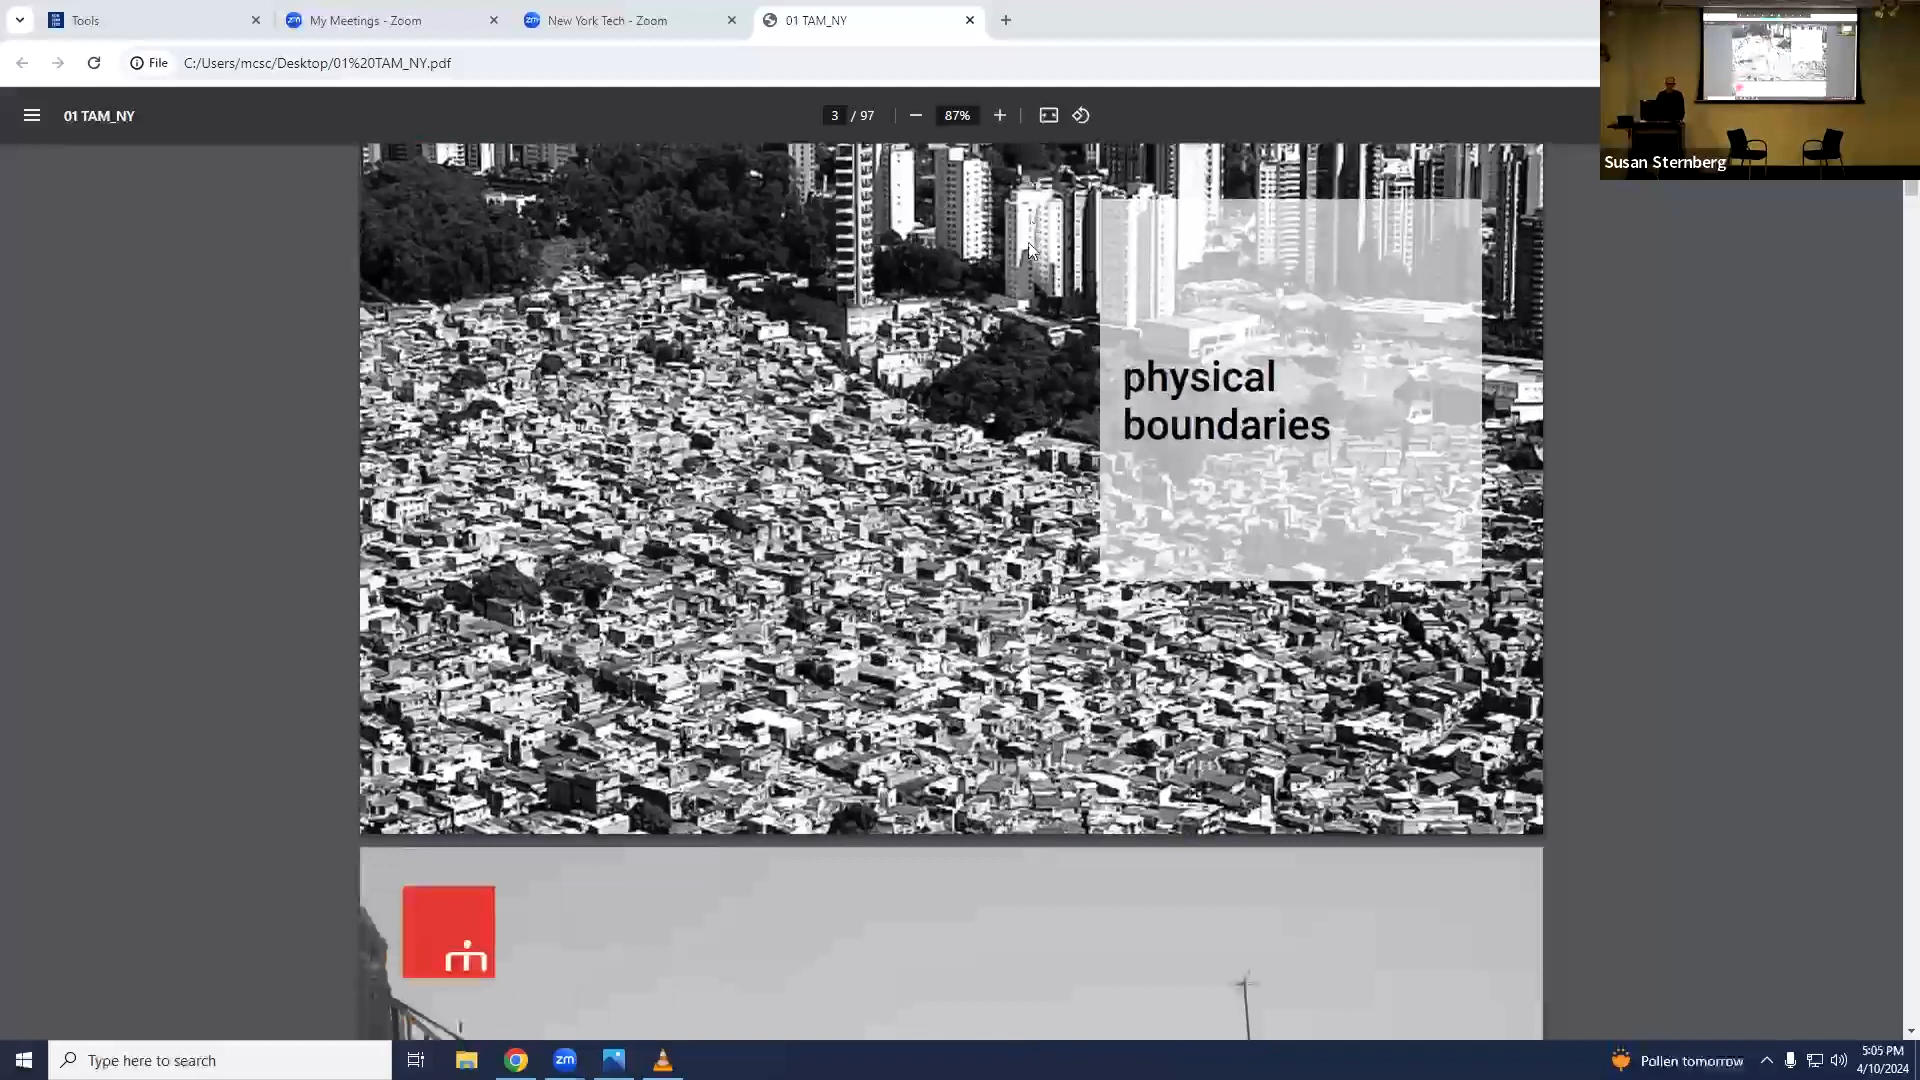 Tools
My Meetings - Zoom
New York Tech - Zoom
01 TAM_NY
File
C:/Users/mcsc/Desktop/01%20TAM_NY.pdf
01 TAM_NY
3 / 97
87%
Susan Sternberg
physical
boundaries
Type here to search
zm
Pollen tomorrow
5:05 PM
4/10/2024